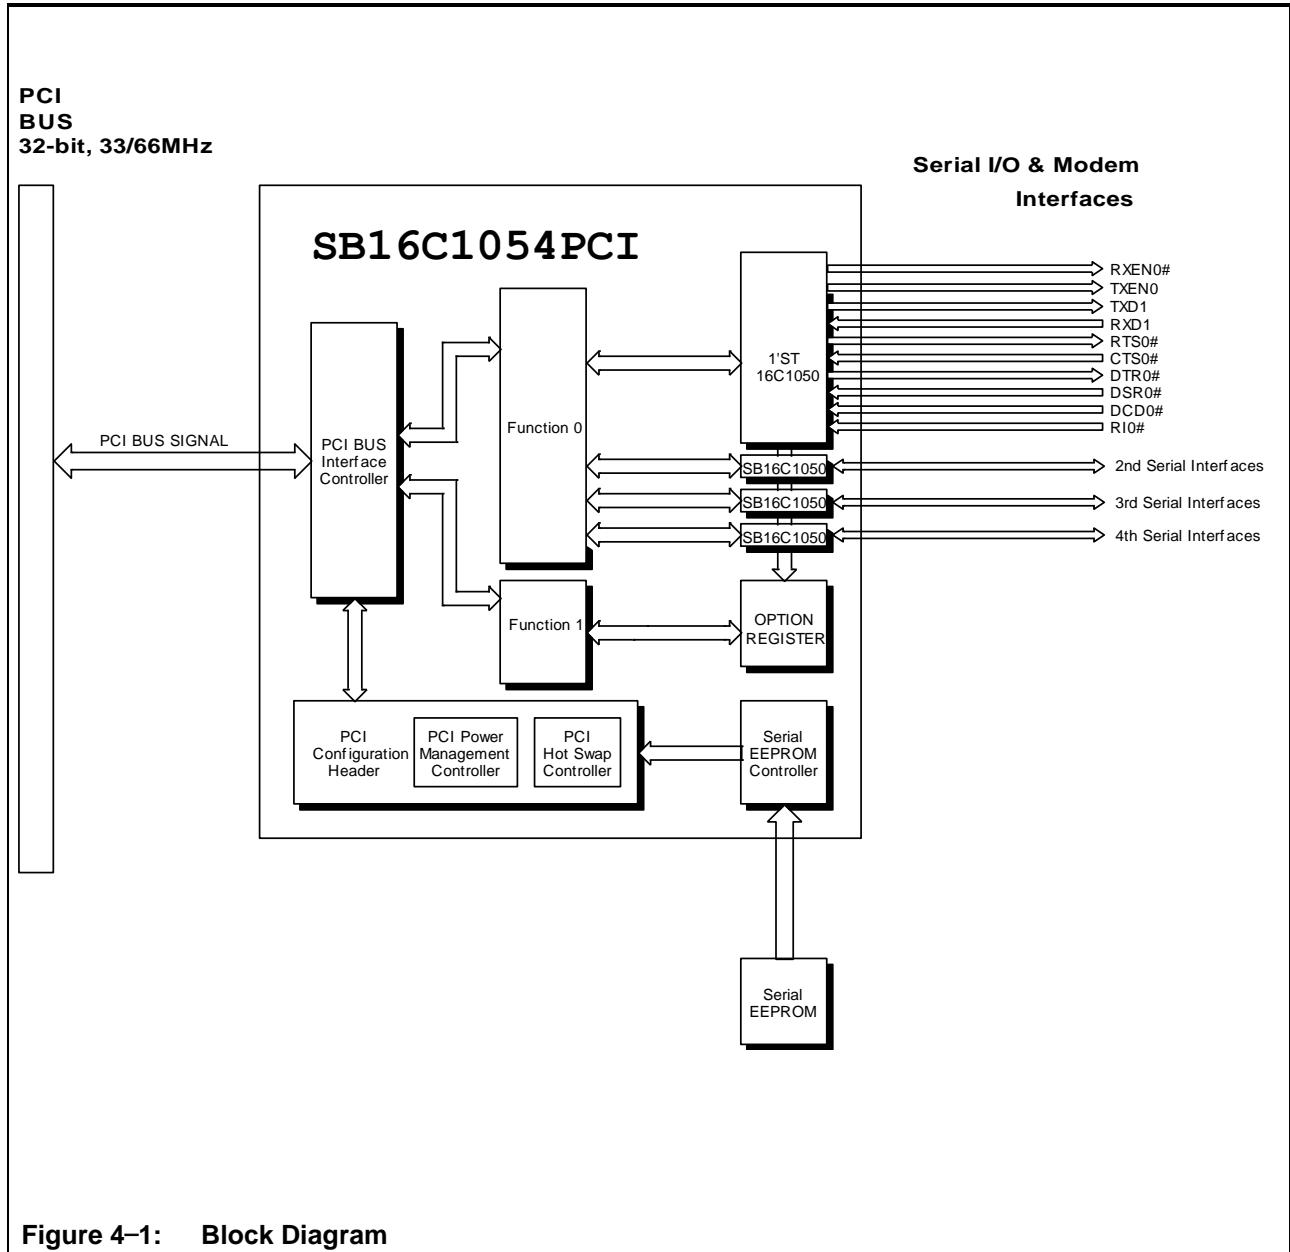 PCI
BUS
32-bit, 33/66MHz
Serial I/O & Modem
Interfaces
SB16C1054PCI
RXEN0#
TXEN0
TXD1
RXD1
RTS0#
CTS0#
DTR0#
DSR0#
DCD0#
RI0#
1'ST
16C1050
Function 0
PCI BUS SIGNAL
PCI BUS
Interface
Controller
SB16C1050
2nd Serial Interfaces
SB16C1050
3rd Serial Interfaces
SB16C1050
4th Serial Interfaces
Function 1
OPTION
REGISTER
PCI
Configuration
Header
PCI Power
Management
Controller
PCI
Hot Swap
Controller
Serial
EEPROM
Controller
Serial
EEPROM
Figure 4–1: Block Diagram